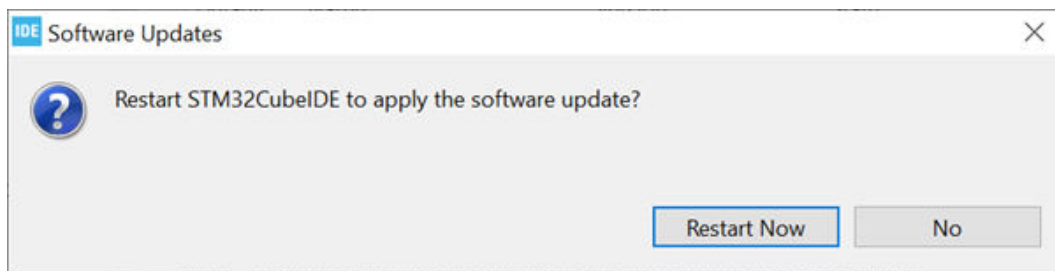 IDE Software Updates
Restart STM32CubeIDE to apply the software update?
?
Restart Now No